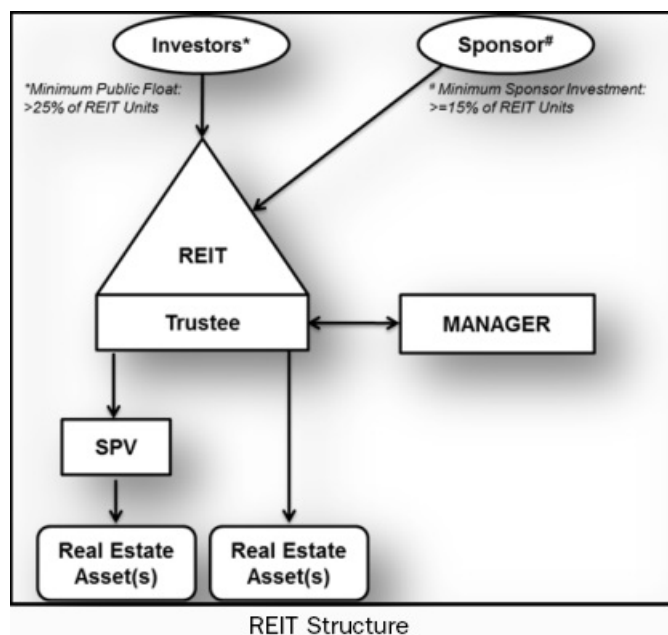 Investors*
Sponsor#
*Minimum Public Float:
>25% of REIT Units
# Minimum Sponsor Investment:
>=15% of REIT Units
REIT
Trustee
MANAGER
SPV
Real Estate
Asset(s)
Real Estate
Asset(s)
REIT Structure